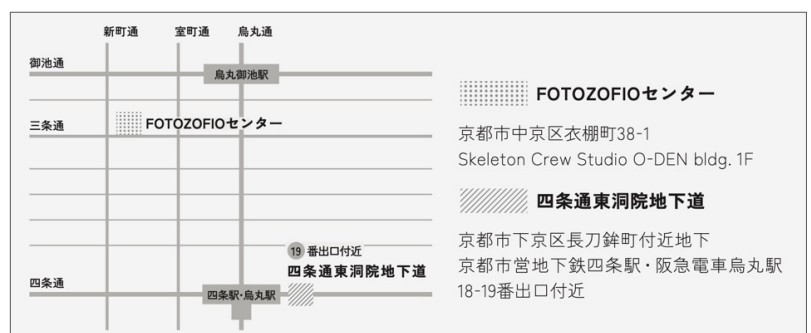 新町通
室町通
烏丸通
御池通
烏丸御池駅
三条通
FOTOZOFIOセンター
19 番出口付近
四条通東洞院地下道
四条通
四条駅・烏丸駅
FOTOZOFIOセンター
京都市中京区衣棚町38-1
Skeleton Crew Studio O-DEN bldg. 1F
四条通東洞院地下道
京都市下京区長刀鉾町付近地下
京都市営地下鉄四条駅・阪急電車烏丸駅
18-19番出口付近